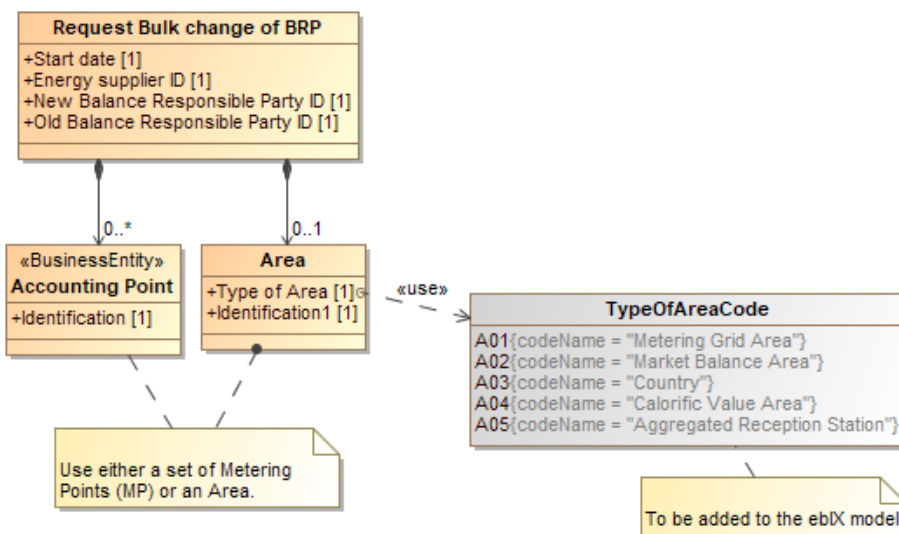 Request Bulk change of BRP
+Start date [1]
+Energy supplier ID [1]
+New Balance Responsible Party ID [1]
+Old Balance Responsible Party ID [1]
0..*
0..1
«BusinessEntity»
Accounting Point
+Identification [1]
Area
+Type of Area [1]
+Identification1 [1]
«use»
TypeOfAreaCode
A01{codeName = "Metering Grid Area"}
A02{codeName = "Market Balance Area"}
A03{codeName = "Country"}
A04{codeName = "Calorific Value Area"}
A05{codeName = "Aggregated Reception Station"}
Use either a set of Metering
Points (MP) or an Area.
To be added to the ebIX model